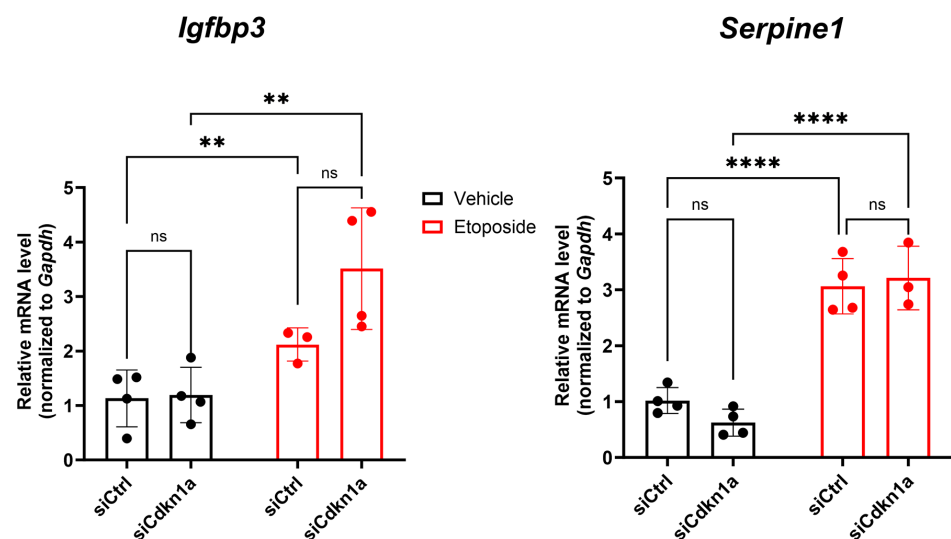 Igfbp3
**
**
ns
ns
Relative mRNA level
(normalized to Gapdh)
5
4
3
2
1
0
siCtrl
siCdkn1a
siCtrl
siCdkn1a
Vehicle
Etoposide
Serpine1
****
****
ns
ns
Relative mRNA level
(normalized to Gapdh)
5
4
3
2
1
0
siCtrl
siCdkn1a
siCtrl
siCdkn1a